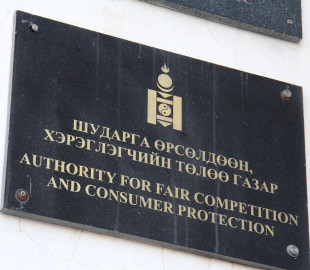 ШУДАРГА ӨРСӨЛДӨӨН,
ХЭРЭГЛЭГЧИЙН ТӨЛӨӨ ГАЗАР
AUTHORITY FOR FAIR COMPETITION
AND CONSUMER PROTECTION